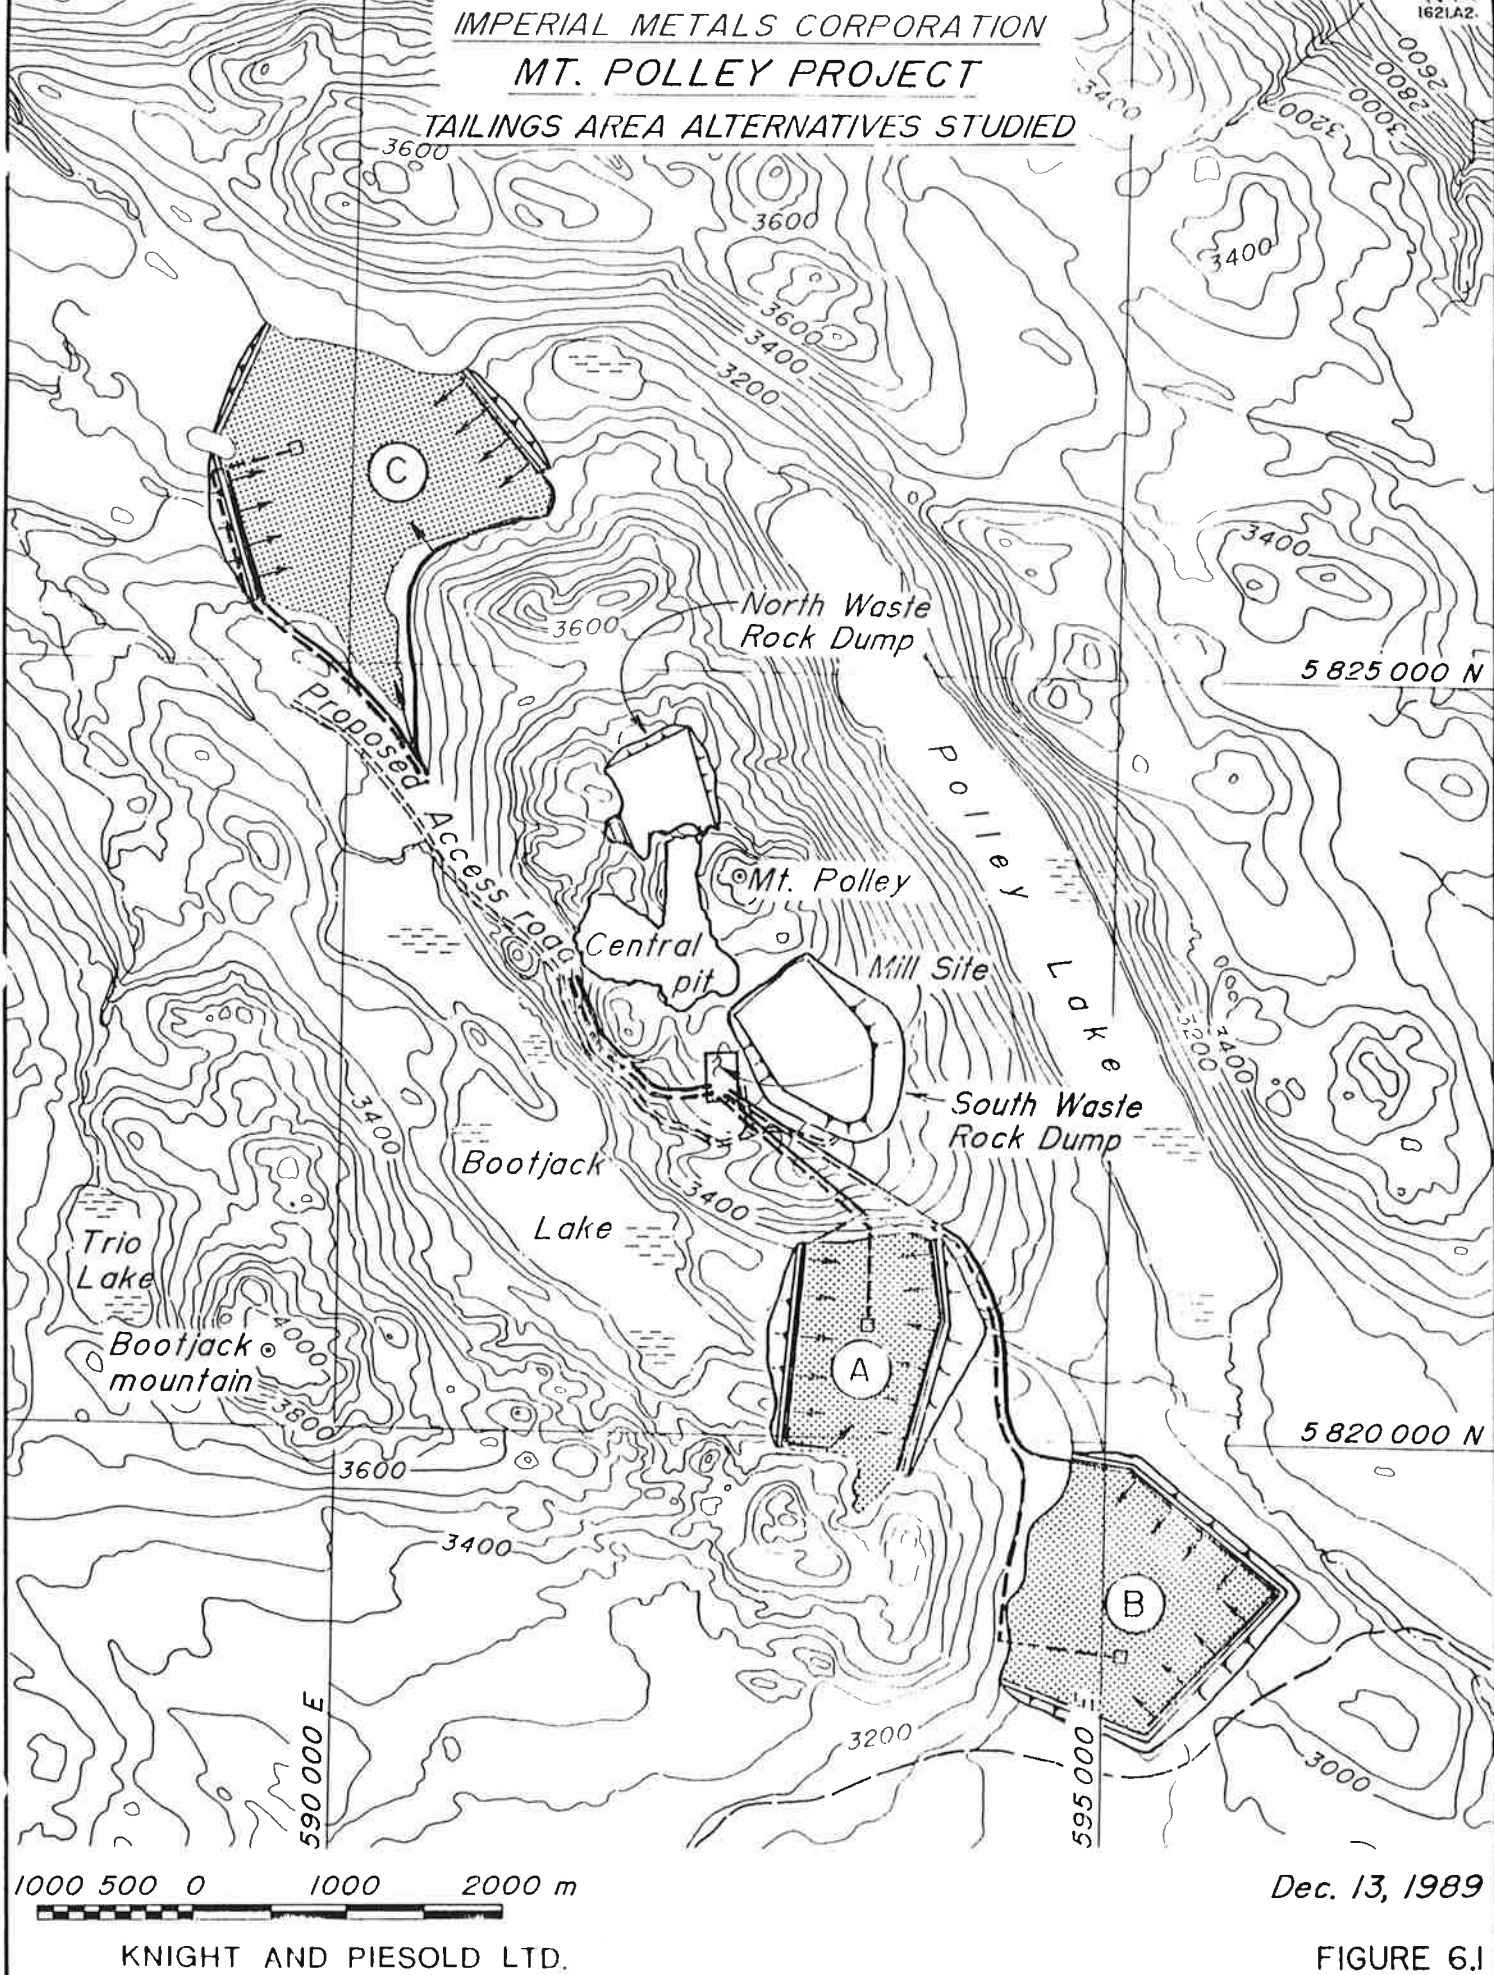 1621.A2.
IMPERIAL METALS CORPORATION
MT. POLLEY PROJECT
TAILINGS AREA ALTERNATIVES STUDIED
3600
3400
3200
3000
2800
2600
3600
3400
3600
3400
3200
C
3400
North Waste
Rock Dump
3600
5 825 000 N
Proposed
Access road
Polley
Lake
Mt. Polley
Central
pit
Mill Site
3200
3400
3400
South Waste
Rock Dump
Bootjack
Lake
3400
Trio
Lake
4000
Bootjack
mountain
3800
A
5 820 000 N
3600
3400
B
3200
3000
590 000 E
595 000 E
1000 500 0 1000 2000 m
Dec. 13, 1989
KNIGHT AND PIESOLD LTD.
FIGURE 6.1